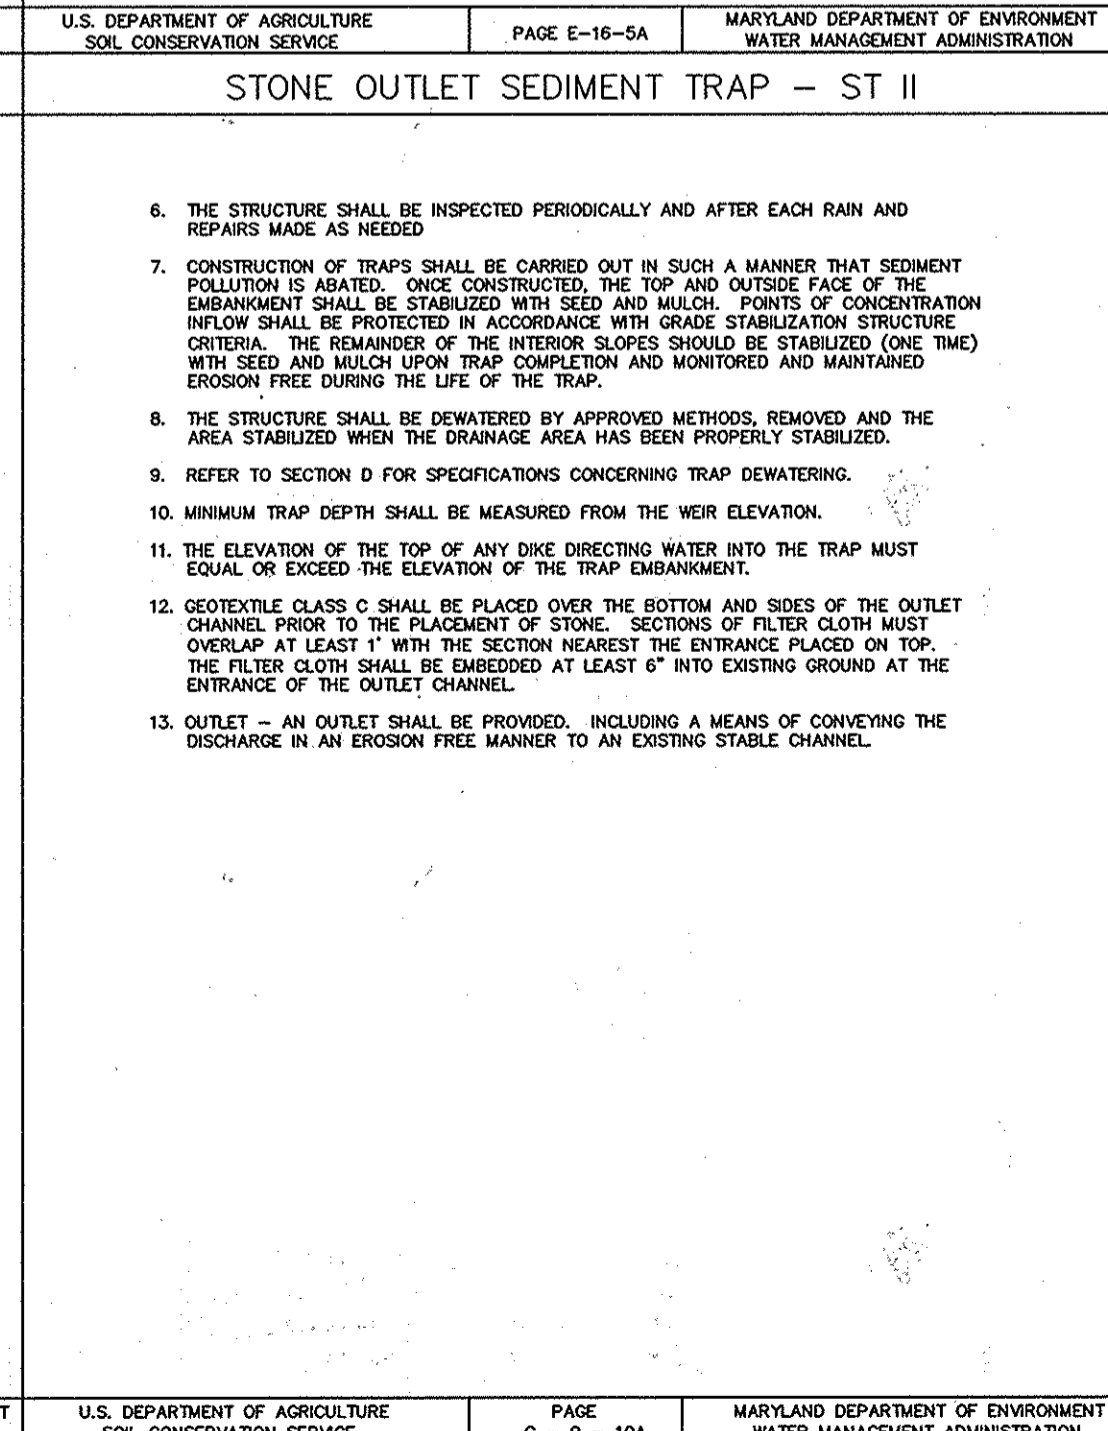 U.S. DEPARTMENT OF AGRICULTURE
SOIL CONSERVATION SERVICE
PAGE E-16-5A
MARYLAND DEPARTMENT OF ENVIRONMENT
WATER MANAGEMENT ADMINISTRATION
STONE OUTLET SEDIMENT TRAP - ST II
6. THE STRUCTURE SHALL BE INSPECTED PERIODICALLY AND AFTER EACH RAIN AND
REPAIRS MADE AS NEEDED
7. CONSTRUCTION OF TRAPS SHALL BE CARRIED OUT IN SUCH A MANNER THAT SEDIMENT
POLLUTION IS ABATED. ONCE CONSTRUCTED, THE TOP AND OUTSIDE FACE OF THE
EMBANKMENT SHALL BE STABILIZED WITH SEED AND MULCH. POINTS OF CONCENTRATION
INFLOW SHALL BE PROTECTED IN ACCORDANCE WITH GRADE STABILIZATION STRUCTURE
CRITERIA. THE REMAINDER OF THE INTERIOR SLOPES SHOULD BE STABILIZED (ONE TIME)
WITH SEED AND MULCH UPON TRAP COMPLETION AND MONITORED AND MAINTAINED
EROSION FREE DURING THE LIFE OF THE TRAP.
8. THE STRUCTURE SHALL BE DEWATERED BY APPROVED METHODS, REMOVED AND THE
AREA STABILIZED WHEN THE DRAINAGE AREA HAS BEEN PROPERLY STABILIZED.
9. REFER TO SECTION D FOR SPECIFICATIONS CONCERNING TRAP DEWATERING.
10. MINIMUM TRAP DEPTH SHALL BE MEASURED FROM THE WEIR ELEVATION.
11. THE ELEVATION OF THE TOP OF ANY DIKE DIRECTING WATER INTO THE TRAP MUST
EQUAL OR EXCEED THE ELEVATION OF THE TRAP EMBANKMENT.
12. GEOTEXTILE CLASS C SHALL BE PLACED OVER THE BOTTOM AND SIDES OF THE OUTLET
CHANNEL PRIOR TO THE PLACEMENT OF STONE. SECTIONS OF FILTER CLOTH MUST
OVERLAP AT LEAST 1' WITH THE SECTION NEAREST THE ENTRANCE PLACED ON TOP.
THE FILTER CLOTH SHALL BE EMBEDDED AT LEAST 6" INTO EXISTING GROUND AT THE
ENTRANCE OF THE OUTLET CHANNEL.
13. OUTLET - AN OUTLET SHALL BE PROVIDED. INCLUDING A MEANS OF CONVEYING THE
DISCHARGE IN AN EROSION FREE MANNER TO AN EXISTING STABLE CHANNEL.
T
U.S. DEPARTMENT OF AGRICULTURE
SOIL CONSERVATION SERVICE
PAGE
MARYLAND DEPARTMENT OF ENVIRONMENT
WATER MANAGEMENT ADMINISTRATION